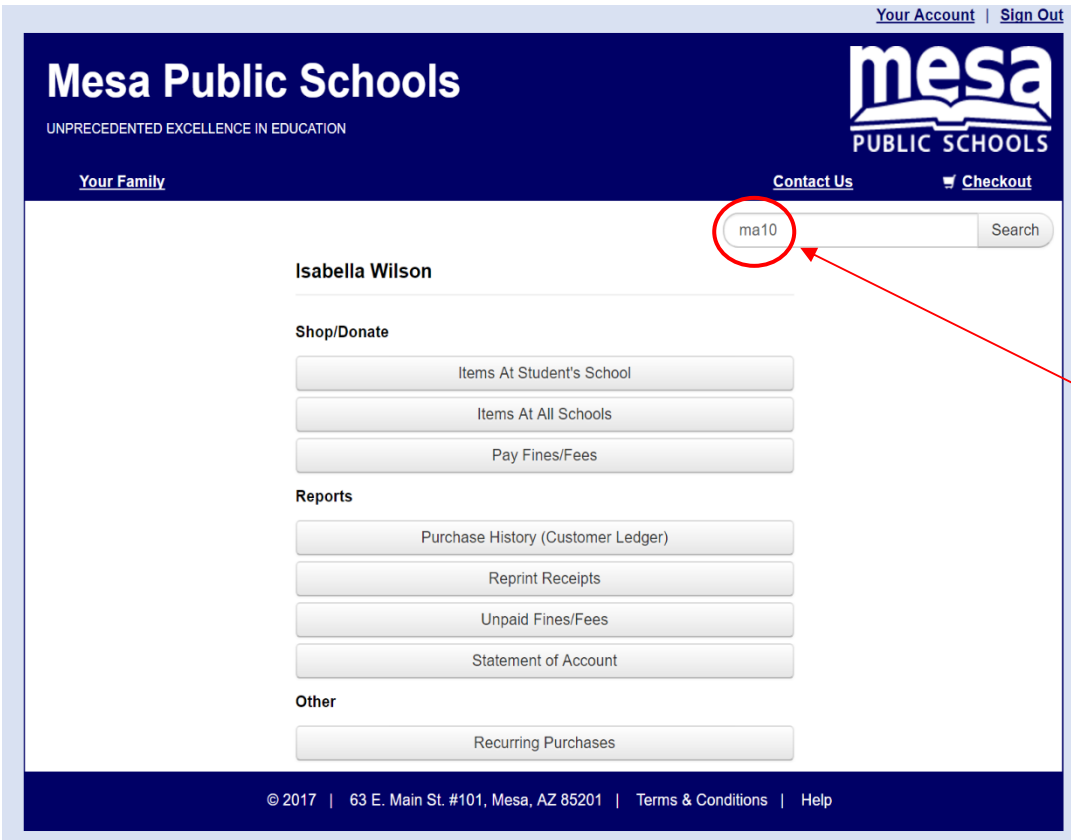 Your Account | Sign Out
Mesa Public Schools
UNPRECEDENTED EXCELLENCE IN EDUCATION
mesa
PUBLIC SCHOOLS
Your Family Contact Us Checkout
ma10 Search
Isabella Wilson
Shop/Donate
Items At Student's School
Items At All Schools
Pay Fines/Fees
Reports
Purchase History (Customer Ledger)
Reprint Receipts
Unpaid Fines/Fees
Statement of Account
Other
Recurring Purchases
© 2017 | 63 E. Main St. #101, Mesa, AZ 85201 | Terms & Conditions | Help